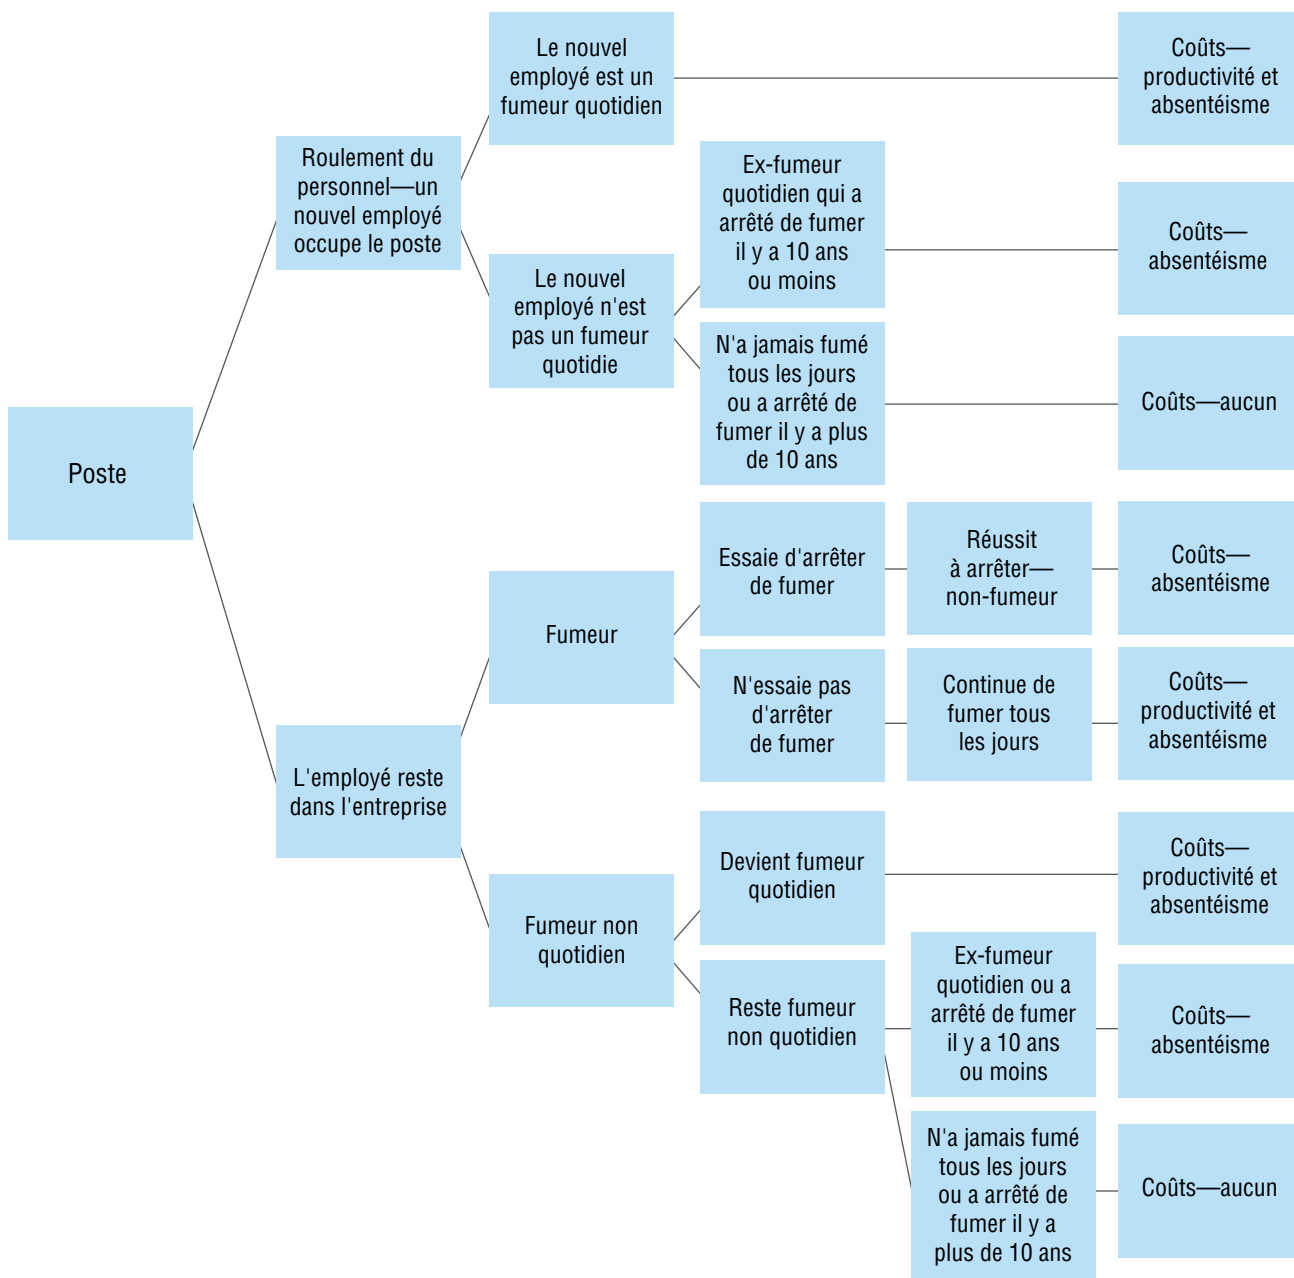 Le nouvel
employé est un
fumeur quotidien
Coûts—
productivité et
absentéisme
Roulement du
personnel—un
nouvel employé
occupe le poste
Ex-fumeur
quotidien qui a
arrêté de fumer
il y a 10 ans
ou moins
Coûts—
absentéisme
Le nouvel
employé n'est
pas un fumeur
quotidie
N'a jamais fumé
tous les jours
ou a arrêté de
fumer il y a plus
de 10 ans
Coûts—aucun
Poste
Essaie d'arrêter
de fumer
Réussit
à arrêter—
non-fumeur
Coûts—
absentéisme
Fumeur
N'essaie pas
d'arrêter
de fumer
Continue de
fumer tous
les jours
Coûts—
productivité et
absentéisme
L'employé reste
dans l'entreprise
Devient fumeur
quotidien
Coûts—
productivité et
absentéisme
Fumeur non
quotidien
Reste fumeur
non quotidien
Ex-fumeur
quotidien ou a
arrêté de fumer
il y a 10 ans
ou moins
Coûts—
absentéisme
N'a jamais fumé
tous les jours
ou a arrêté de
fumer il y a
plus de 10 ans
Coûts—aucun